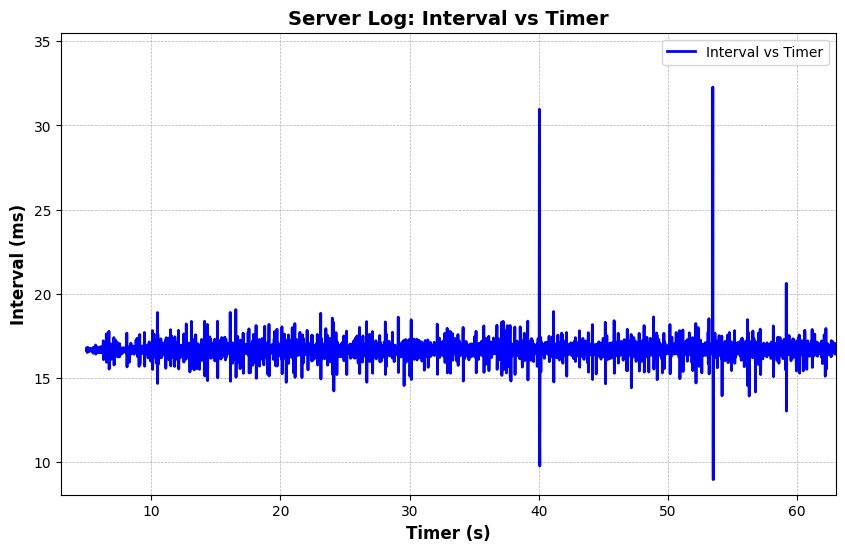 Server Log: Interval vs Timer
Interval vs Timer
35
30
25
20
15
10
Interval (ms)
10 20 30 40 50 60
Timer (s)